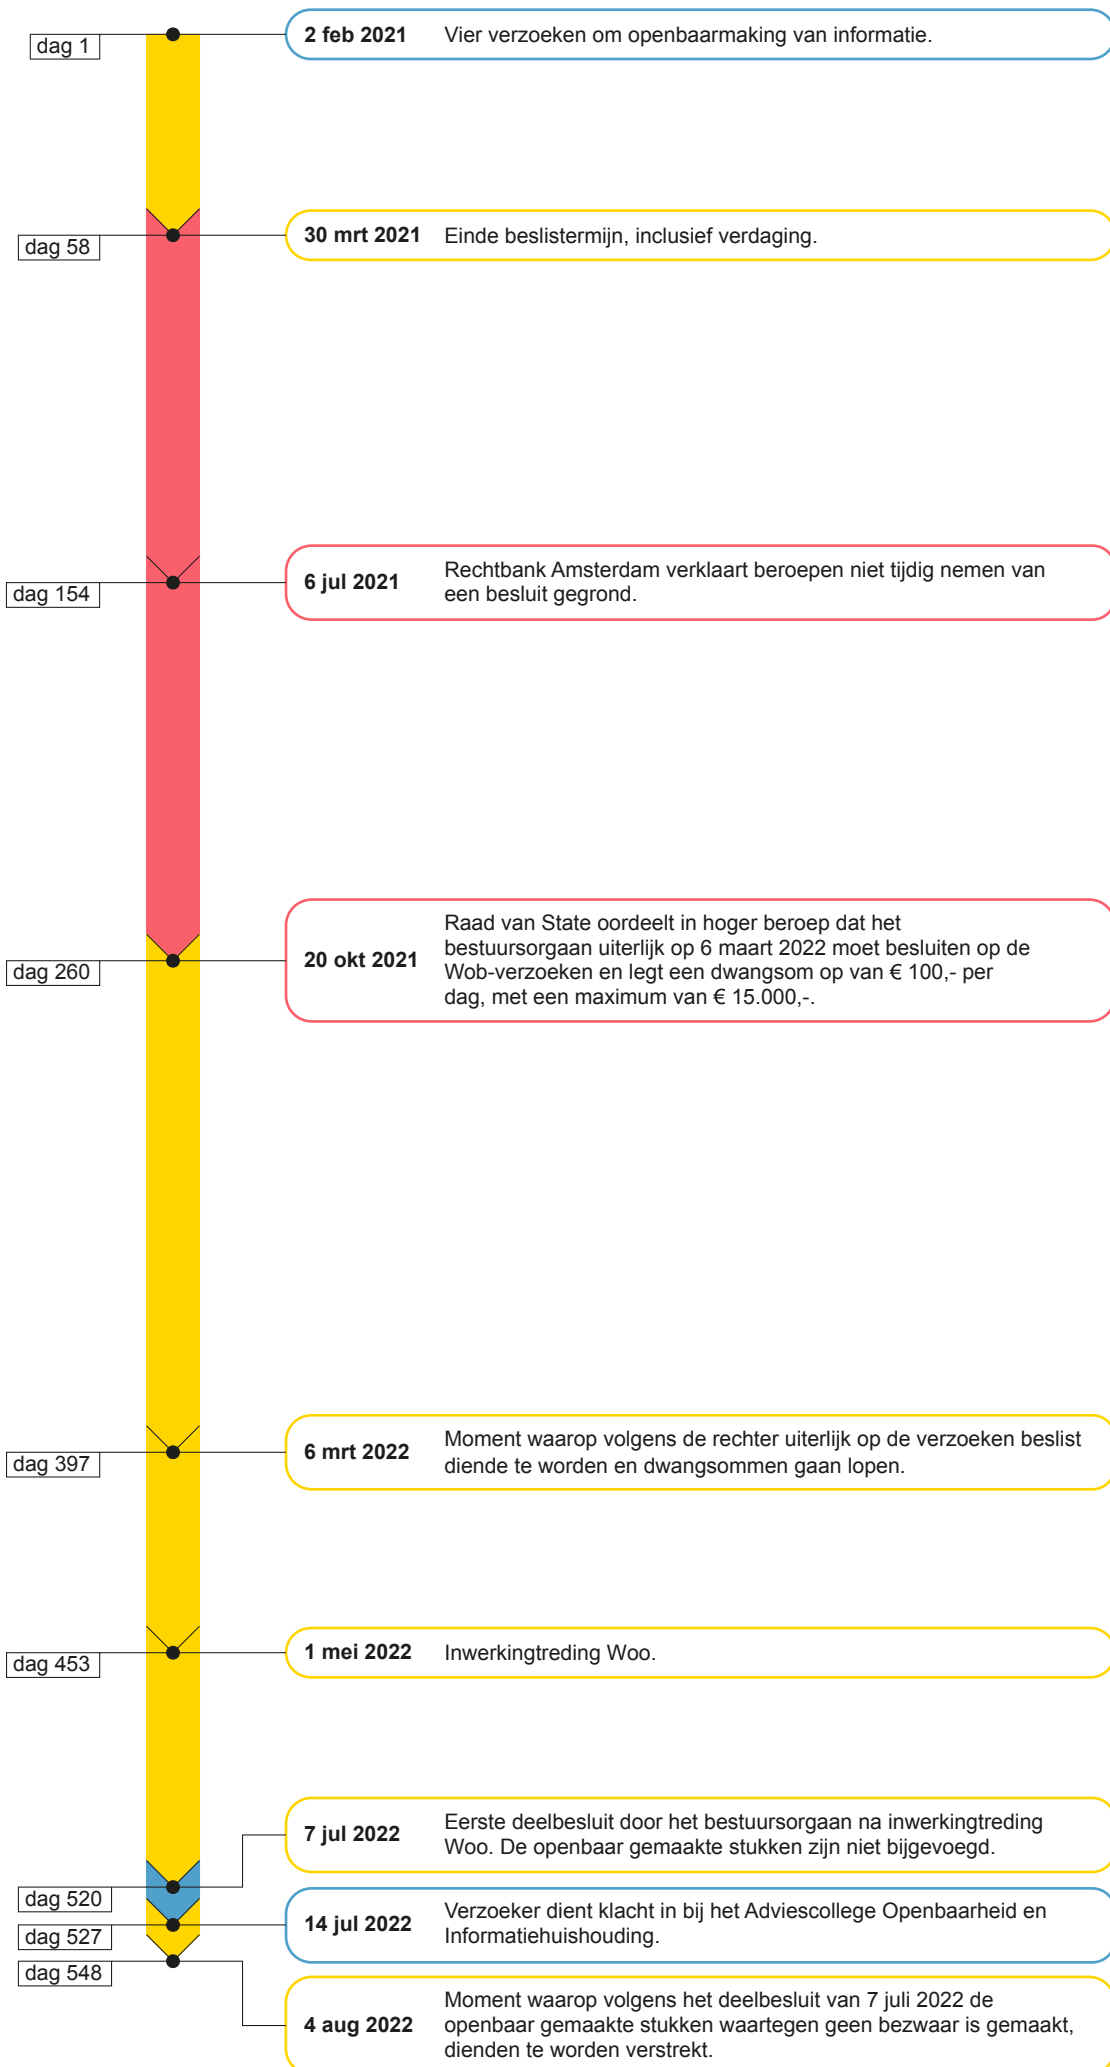 dag 1
2 feb 2021 Vier verzoeken om openbaarmaking van informatie.
dag 58
30 mrt 2021 Einde beslistermijn, inclusief verdaging.
dag 154
6 jul 2021 Rechtbank Amsterdam verklaart beroepen niet tijdig nemen van
een besluit gegrond.
dag 260
20 okt 2021
Raad van State oordeelt in hoger beroep dat het
bestuursorgaan uiterlijk op 6 maart 2022 moet besluiten op de
Wob-verzoeken en legt een dwangsom op van € 100,- per
dag, met een maximum van € 15.000,-.
dag 397
6 mrt 2022 Moment waarop volgens de rechter uiterlijk op de verzoeken beslist
diende te worden en dwangsommen gaan lopen.
dag 453
1 mei 2022 Inwerkingtreding Woo.
dag 520
7 jul 2022 Eerste deelbesluit door het bestuursorgaan na inwerkingtreding
Woo. De openbaar gemaakte stukken zijn niet bijgevoegd.
dag 527
14 jul 2022 Verzoeker dient klacht in bij het Adviescollege Openbaarheid en
Informatiehuishouding.
dag 548
4 aug 2022
Moment waarop volgens het deelbesluit van 7 juli 2022 de
openbaar gemaakte stukken waartegen geen bezwaar is gemaakt,
dienden te worden verstrekt.